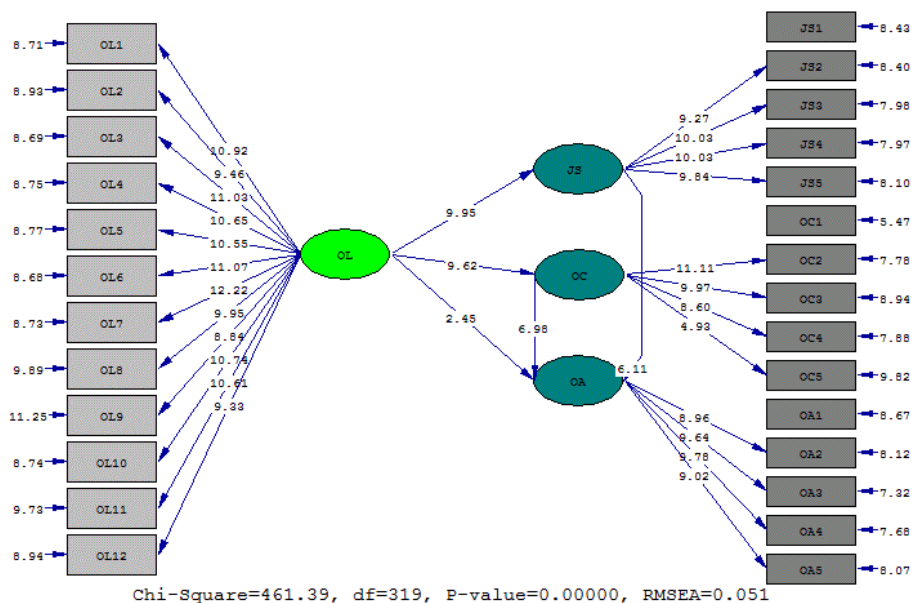 8.71 OL1
8.93 OL2
8.69 OL3
8.75 OL4
8.77 OL5
8.68 OL6
8.73 OL7
9.89 OL8
11.25 OL9
8.74 OL10
9.73 OL11
8.94 OL12
10.92
9.46
11.03
10.65
10.55
11.07
12.22
9.95
8.84
10.74
10.61
9.33
OL
9.95
9.62
2.45
JS
OC
6.98
OA
6.11
9.27
10.03
10.03
9.84
11.11
9.97
8.60
4.93
8.96
9.64
9.78
9.02
JS1 8.43
JS2 8.40
JS3 7.98
JS4 7.97
JS5 8.10
OC1 5.47
OC2 7.78
OC3 8.94
OC4 7.88
OC5 9.82
OA1 8.67
OA2 8.12
OA3 7.32
OA4 7.68
OA5 8.07
Chi-Square=461.39, df=319, P-value=0.00000, RMSEA=0.051